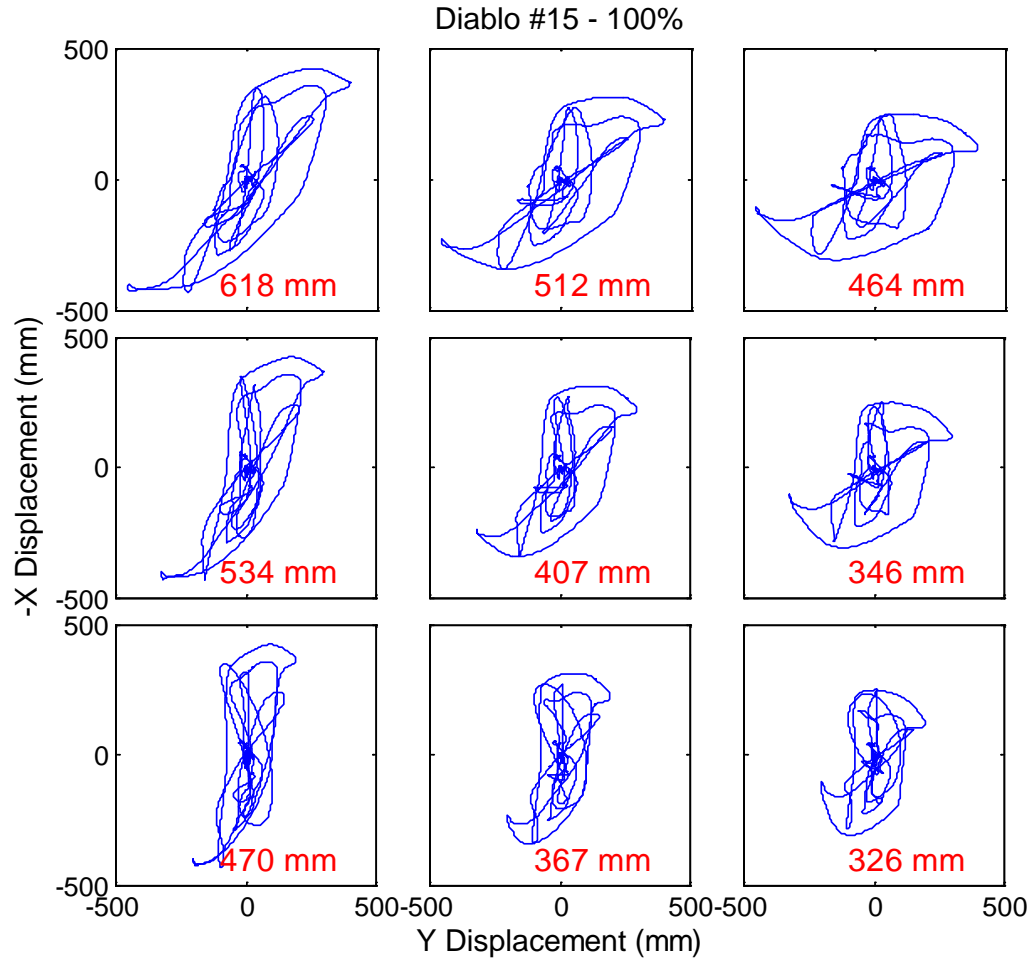 Diablo #15 - 100%
500
0
-500
618 mm
512 mm
464 mm
-X Displacement (mm)
500
0
-500
534 mm
407 mm
346 mm
500
0
-500
470 mm
367 mm
326 mm
-500 0 500 -500 0 500 -500 0 500
Y Displacement (mm)